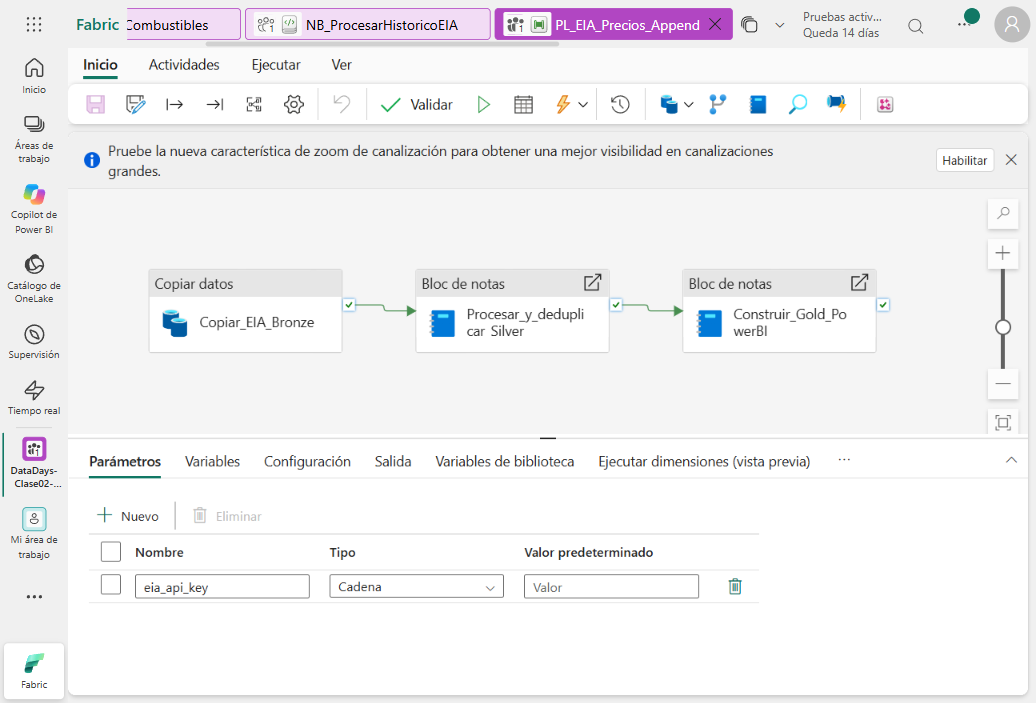 Fabric
Combustibles
NB_ProcesarHistoricoEIA
PL_EIA_Precios_Append
Pruebas activ...
Queda 14 días
Inicio
Actividades
Ejecutar
Ver
Validar
Pruebe la nueva característica de zoom de canalización para obtener una mejor visibilidad en canalizaciones
grandes.
Habilitar
Inicio
Áreas de
trabajo
Copilot de
Power BI
Catálogo de
OneLake
Supervisión
Tiempo real
DataDays-
Clase02-...
Mi área de
trabajo
Fabric
Copiar datos
Copiar_EIA_Bronze
Bloc de notas
Procesar_y_dedupli
car_Silver
Bloc de notas
Construir_Gold_Po
werBI
Parámetros
Variables
Configuración
Salida
Variables de biblioteca
Ejecutar dimensiones (vista previa)
Nuevo
Eliminar
Nombre
Tipo
Valor predeterminado
eia_api_key
Cadena
Valor